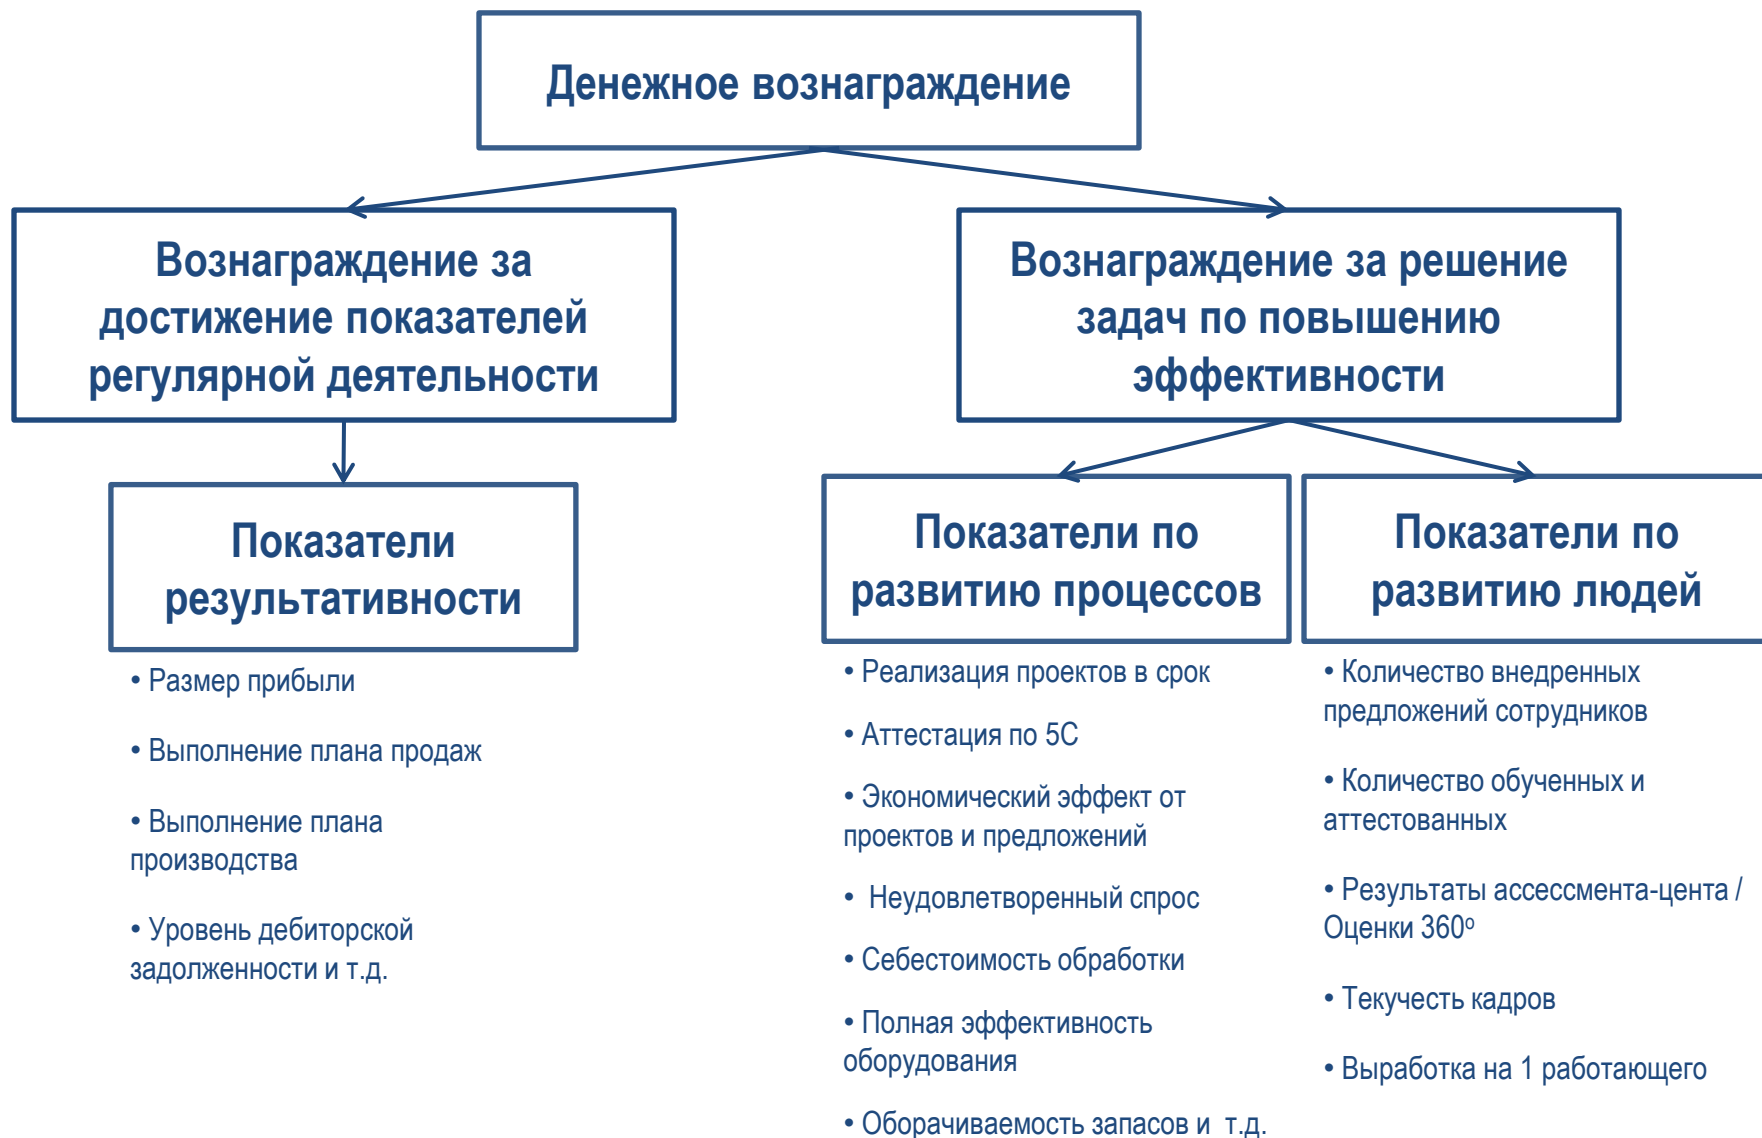 Денежное вознаграждение
Вознаграждение за
достижение показателей
регулярной деятельности
Вознаграждение за решение
задач по повышению
эффективности
Показатели
результативности
• Размер прибыли
• Выполнение плана продаж
• Выполнение плана
производства
• Уровень дебиторской
задолженности и т.д.
Показатели по
развитию процессов
• Реализация проектов в срок
• Аттестация по 5С
• Экономический эффект от
проектов и предложений
• Неудовлетворенный спрос
• Себестоимость обработки
• Полная эффективность
оборудования
• Оборачиваемость запасов и т.д.
Показатели по
развитию людей
• Количество внедренных
предложений сотрудников
• Количество обученных и
аттестованных
• Результаты ассессмента-цента /
Оценки 360º
• Текучесть кадров
• Выработка на 1 работающего